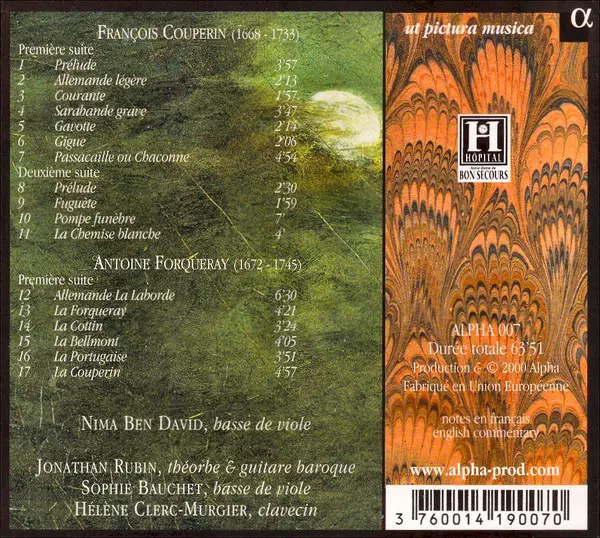 FRANÇOIS COUPERIN (1668 - 1733)
Première suite
1 Prélude 3'57
2 Allemande légère 2'13
3 Courante 1'57
4 Sarabande grave 3'47
5 Gavotte 2'14
6 Gigue 2'06
7 Passacaille ou Chaconne 4'54
Deuxième suite
8 Prélude 2'30
9 Fuguète 1'59
10 Pompe funèbre 7'
11 La Chemise blanche 4'
ANTOINE FORQUERAY (1672 - 1745)
Première suite
12 Allemande La Laborde 6'30
13 La Forqueray 4'21
14 La Cottin 3'24
15 La Bellmont 4'05
16 La Portugaise 3'51
17 La Couperin 4'57
NIMA BEN DAVID, basse de viole
JONATHAN RUBIN, théorbe & guitare baroque
SOPHIE BAUCHET, basse de viole
HÉLÈNE CLERC-MURGIER, clavecin
ut pictura musica
α
H
HÔPITAL
Notre-Dame de
BON SECOURS
ALPHA 007
Durée totale 63'51
Production & © 2000 Alpha
Fabriqué en Union Européenne
notes en français
english commentary
www.alpha-prod.com
3 760014 190070